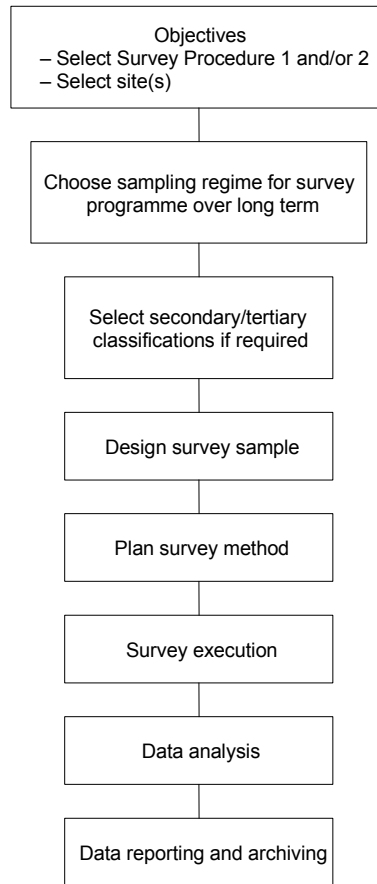 Objectives
– Select Survey Procedure 1 and/or 2
– Select site(s)
Choose sampling regime for survey
programme over long term
Select secondary/tertiary
classifications if required
Design survey sample
Plan survey method
Survey execution
Data analysis
Data reporting and archiving